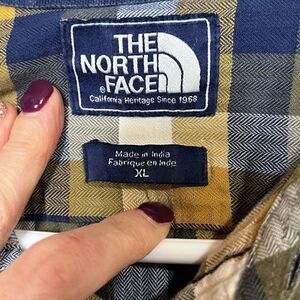 THE
NORTH
FACE
California Heritage Since 1968
Made in India
Fabriqué en Inde
XL